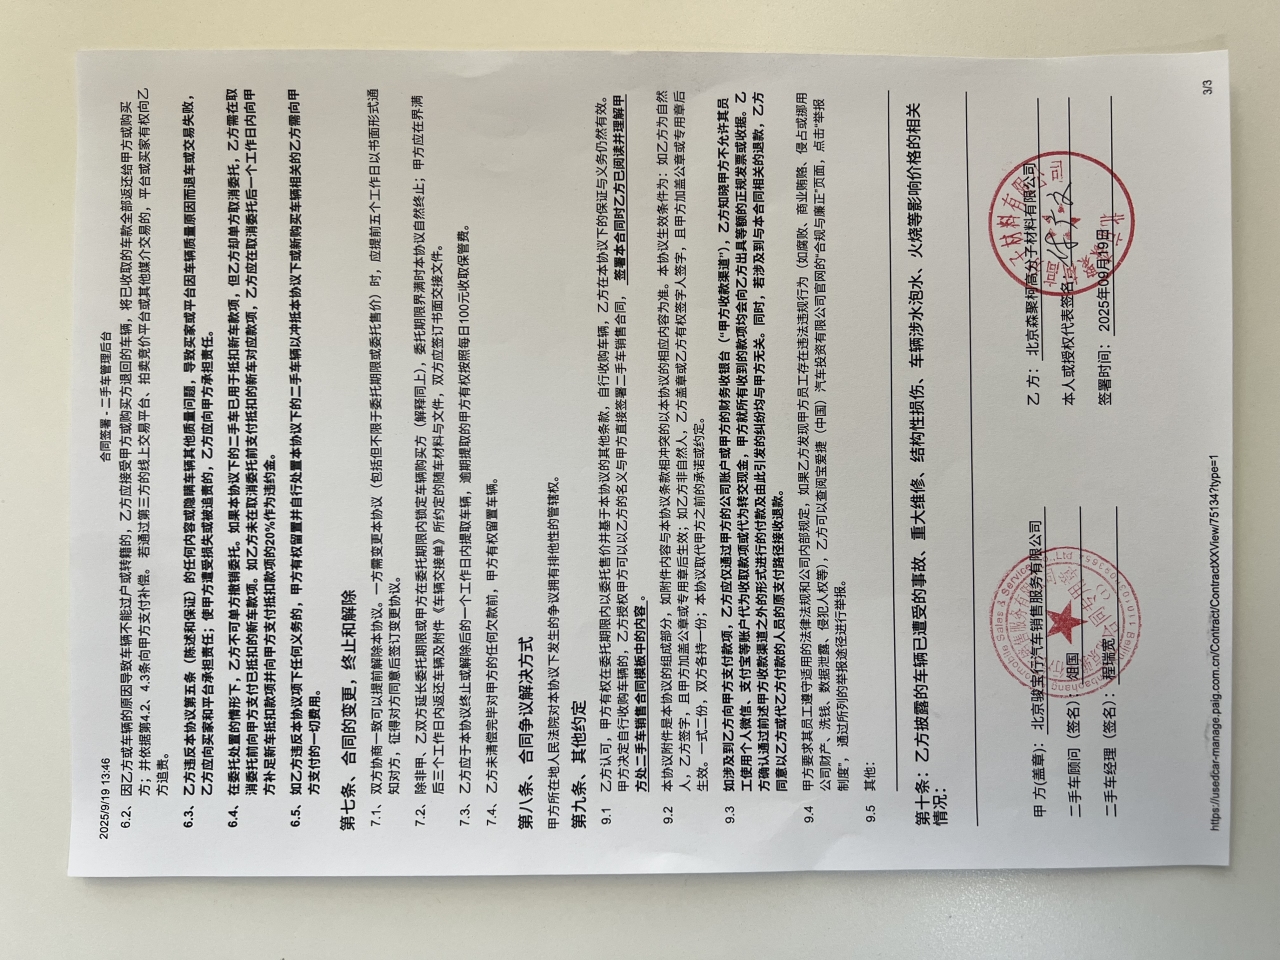 2025/9/19 13:46
合同签署 - 二手车管理后台
6.2、因乙方或车辆的原因导致车辆不能过户或转籍的，乙方应接受甲方或购买方退回的车辆，将已收取的车款全部返还给甲方或购买
方；并依据第4.2、4.3条向甲方支付补偿。 若通过第三方的线上交易平台、拍卖竞价平台或其他媒介交易的，平台或买家有权向乙
方追责。
6.3、乙方违反本协议第五条（陈述和保证）的任何内容或隐瞒车辆其他质量问题，导致买家或平台因车辆质量原因而退车或交易失败，
乙方应向买家和平台承担责任；使甲方遭受损失或被追责的，乙方应向甲方承担责任。
6.4、在委托处置的情形下，乙方不可单方撤销委托。如果本协议下的二手车已用于抵扣新车款项，但乙方却单方取消委托，乙方需在取
消委托前向甲方支付已抵扣的新车款项。如乙方未在取消委托前支付抵扣的新车对应款项，乙方应在取消委托后一个工作日内向甲
方补足新车抵扣款项并向甲方支付抵扣款项的20%作为违约金。
6.5、如乙方违反本协议项下任何义务的，甲方有权留置并自行处置本协议下的二手车辆以冲抵本协议下或新购买车辆相关的乙方需向甲
方支付的一切费用。
第七条、合同的变更，终止和解除
7.1、双方协商一致可以提前解除本协议。一方需变更本协议（包括但不限于委托期限或委托售价）时，应提前五个工作日以书面形式通
知对方，征得对方同意后签订变更协议。
7.2、除非甲、乙双方延长委托期限或甲方在委托期限内锁定车辆购买方（解释同上），委托期限界满时本协议自然终止；甲方应在界满
后三个工作日内返还车辆及附件《车辆交接单》所约定的随车材料与文件，双方应签订书面交接文件。
7.3、乙方应于本协议终止或解除后的一个工作日内提取车辆，逾期提取的甲方有权按照每日100元收取保管费。
7.4、乙方未清偿完毕对甲方的任何欠款前，甲方有权留置车辆。
第八条、合同争议解决方式
甲方所在地人民法院对本协议下发生的争议拥有排他性的管辖权。
第九条、其他约定
9.1 乙方认可，甲方有权在委托期限内以委托售价并基于本协议的其他条款，自行收购车辆，乙方在本协议下的保证与义务仍然有效。
甲方决定自行收购车辆的，乙方授权甲方可以以乙方的名义与甲方直接签署二手车销售合同，签署本合同时乙方已阅读并理解甲
方处二手车销售合同模板中的内容 。
9.2 本协议附件是本协议的组成部分，如附件内容与本协议条款相冲突的以本协议的相应内容为准。本协议生效条件为：如乙方为自然
人，乙方签字，且甲方加盖公章或专用章后生效；如乙方非自然人，乙方盖章或乙方有权签字人签字，且甲方加盖公章或专用章后
生效。一式二份，双方各持一份；本协议取代甲方之前的承诺或约定。
9.3 如涉及到乙方向甲方支付款项，乙方应仅通过甲方的公司账户或甲方的财务收银台（“甲方收款渠道”），乙方知晓甲方不允许其员
工使用个人微信、支付宝等账户代为收取款项或代为转交现金，甲方就所有收到的款项均会向乙方出具等额的正规发票或收据。乙
方确认通过前述甲方收款渠道之外的形式进行的付款及由此引发的纠纷均与甲方无关。同时，若涉及到与本合同相关的退款，乙方
同意以乙方或代乙方付款的人员的原支付路径接收退款。
9.4 甲方要求其员工遵守适用的法律法规和公司内部规定，如果乙方发现甲方员工存在违法违规行为（如腐败、商业贿赂、侵占或挪用
公司财产、洗钱、数据泄露、侵犯人权等），乙方可以查阅宝爱捷（中国）汽车投资有限公司官网的“合规与廉正”页面，点击“举报
制度”，通过所列的举报途径进行举报。
9.5 其他：
第十条：乙方披露的车辆已遭受的事故、重大维修、结构性损伤、车辆涉水泡水、火烧等影响价格的相关
情况：
甲方(盖章)：北京骏宝行汽车销售服务有限公司
二手车顾问（签名）：
二手车经理（签名）：程瑞宽
乙 方：北京森聚柯高分子材料有限公司
本人或授权代表签名：
签署时间：2025年09月19日
https://usedcar-manage.paig.com.cn/Contract/ContractXXView/75134?type=1
3/3